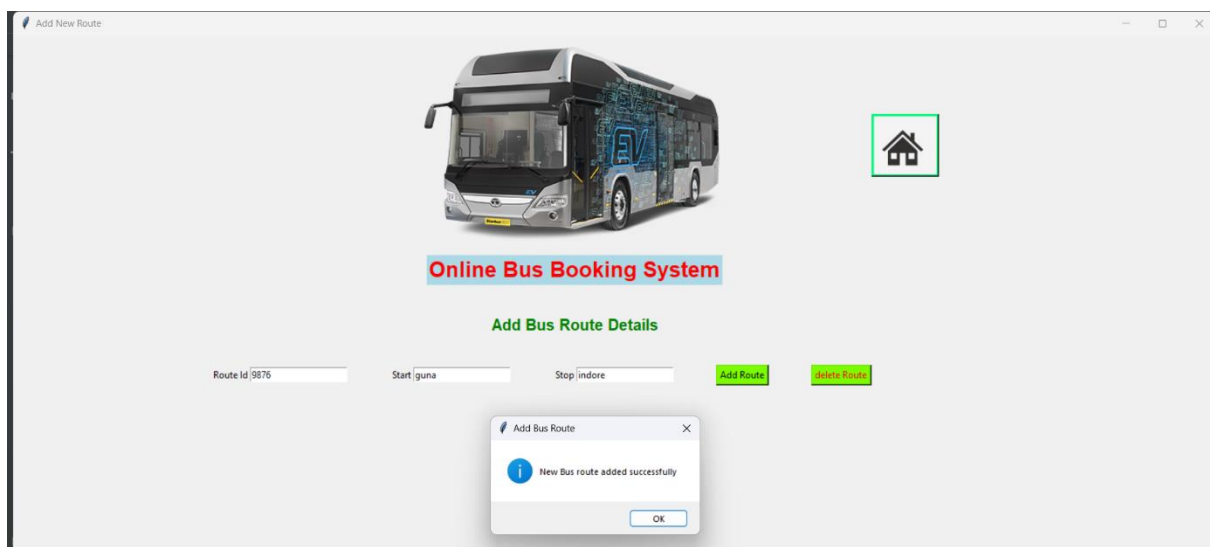 Add New Route
EV
Online Bus Booking System
Add Bus Route Details
Route Id 9876 Start guna Stop indore Add Route delete Route
Add Bus Route
New Bus route added successfully
OK